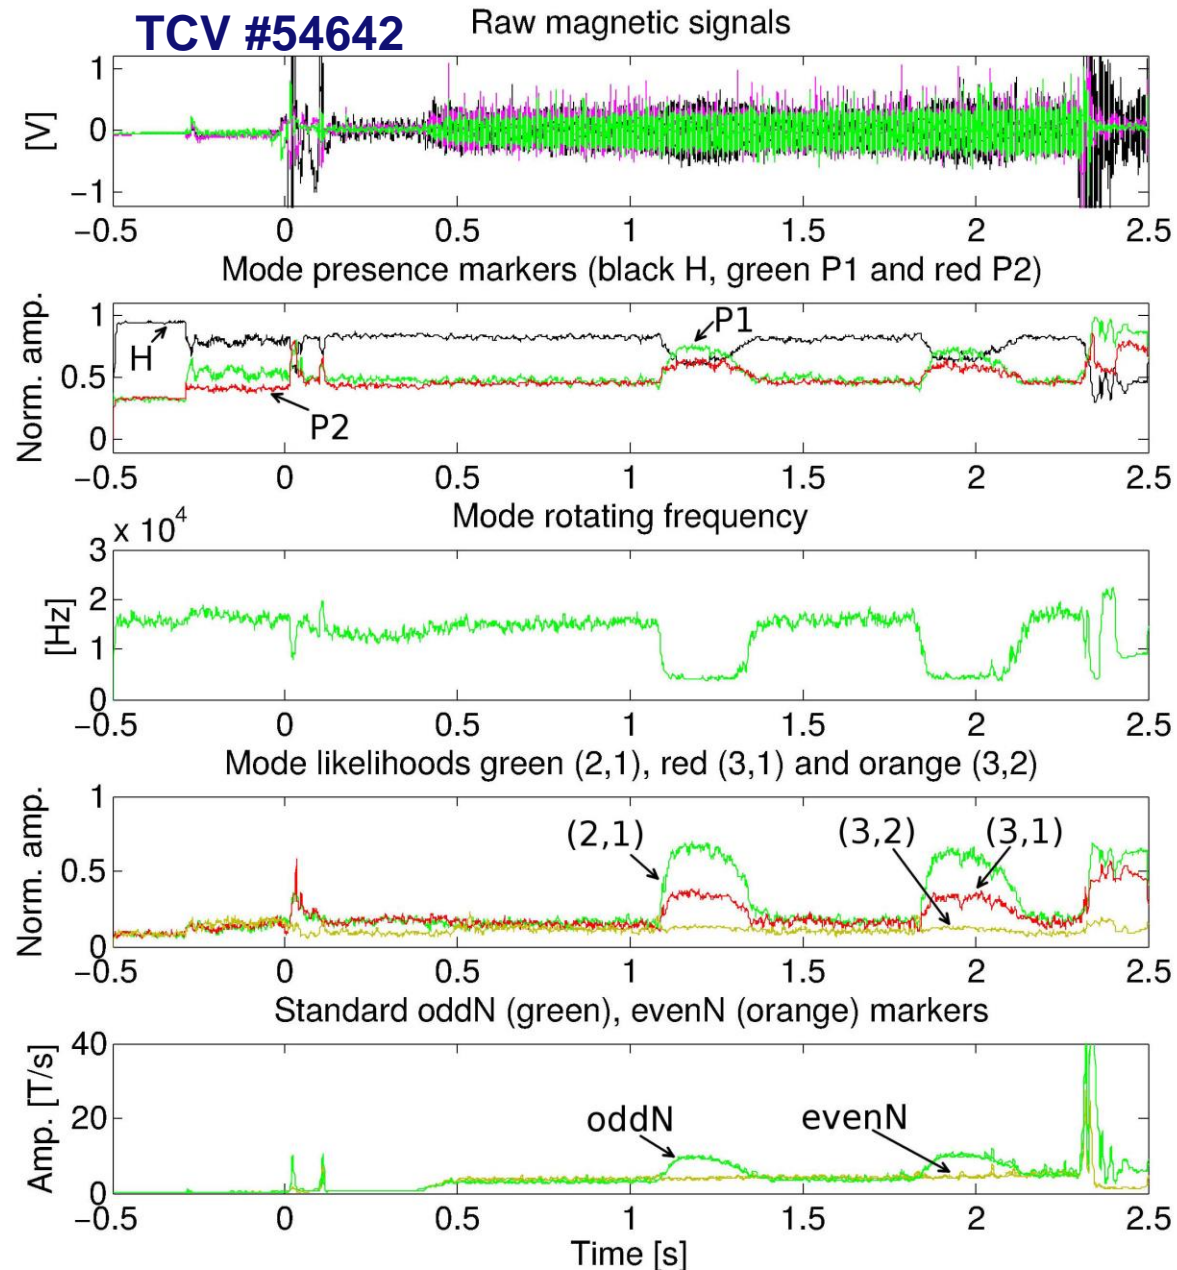 TCV #54642
Raw magnetic signals
[V]
1
0
−1
−0.5 0 0.5 1 1.5 2 2.5
Mode presence markers (black H, green P1 and red P2)
Norm. amp.
1
0.5
0
H
P1
P2
−0.5 0 0.5 1 1.5 2 2.5
x 10^4
Mode rotating frequency
[Hz]
3
2
1
0
−0.5 0 0.5 1 1.5 2 2.5
Mode likelihoods green (2,1), red (3,1) and orange (3,2)
Norm. amp.
1
0.5
0
(2,1)
(3,2)
(3,1)
−0.5 0 0.5 1 1.5 2 2.5
Standard oddN (green), evenN (orange) markers
Amp. [T/s]
40
20
0
oddN
evenN
−0.5 0 0.5 1 1.5 2 2.5
Time [s]